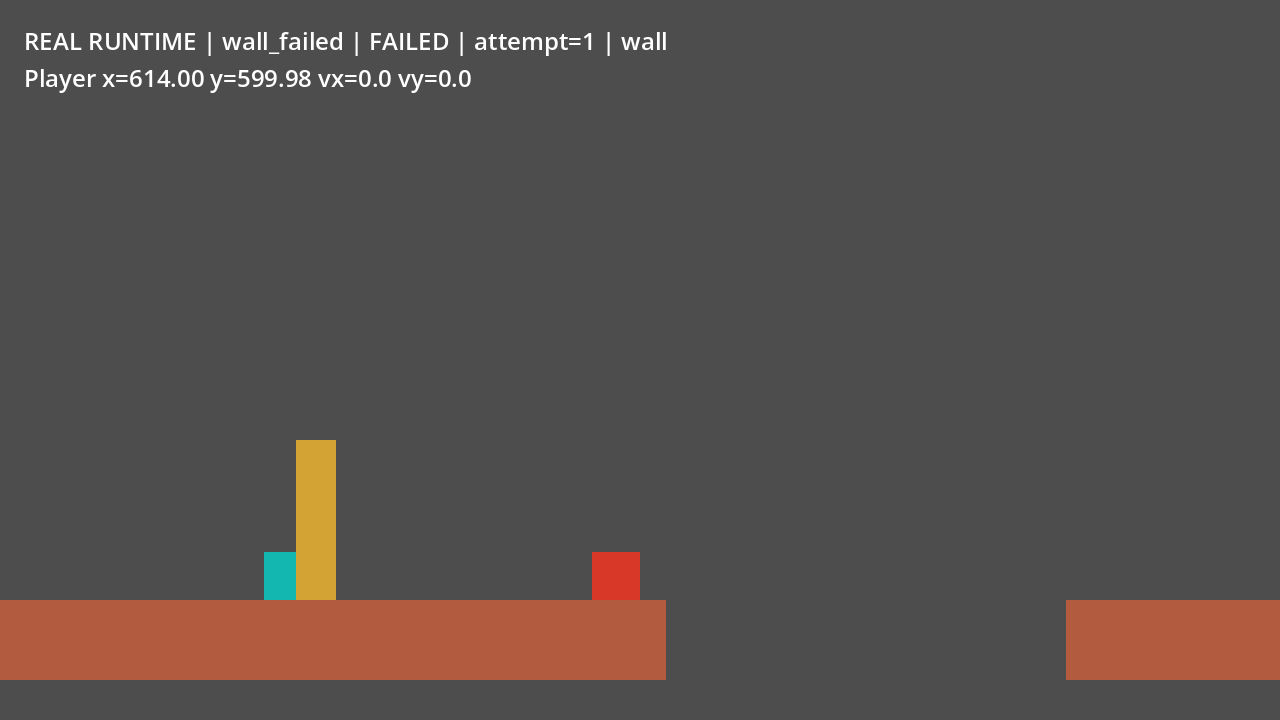 REAL RUNTIME | wall_failed | FAILED | attempt=1 | wall
Player x=614.00 y=599.98 vx=0.0 vy=0.0